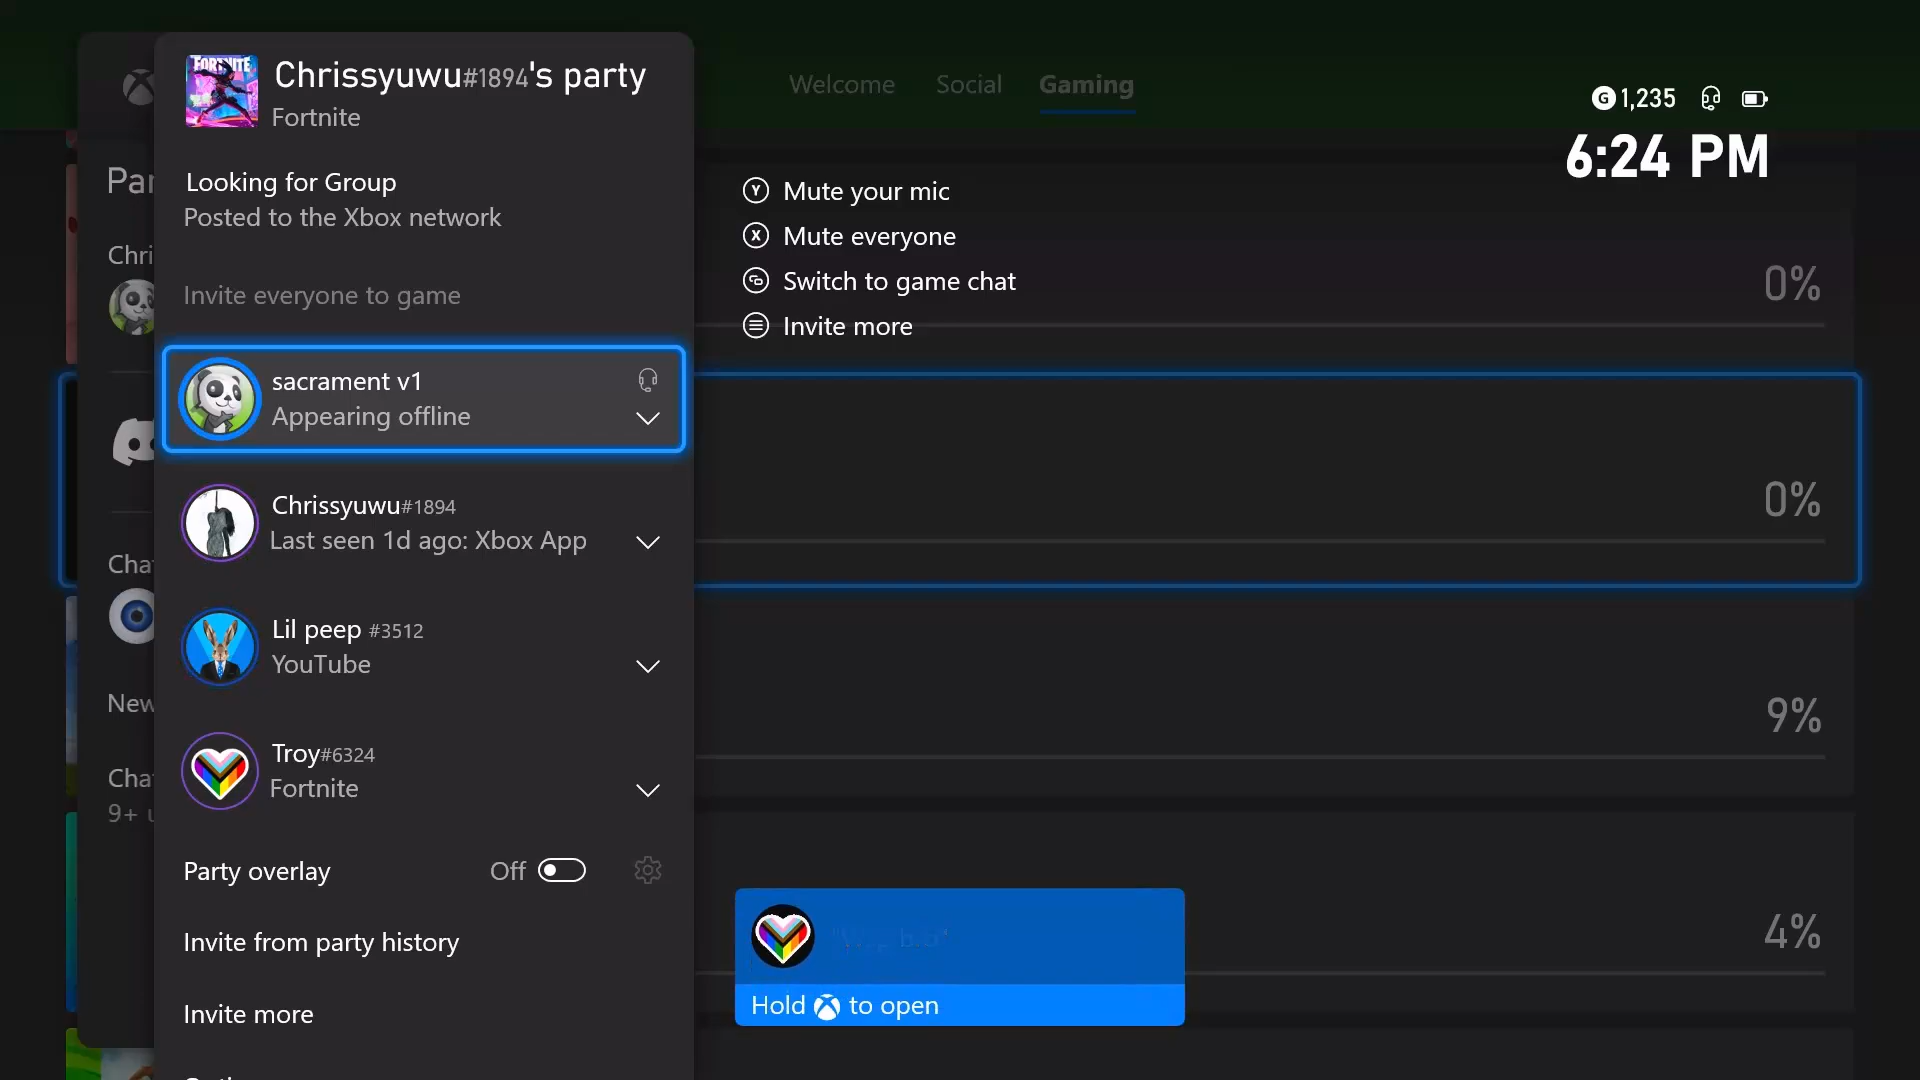 Chrissyuwu#1894's party
Fortnite
Looking for Group
Posted to the Xbox network
Invite everyone to game
sacrament v1
Appearing offline
Chrissyuwu#1894
Last seen 1d ago: Xbox App
Lil peep #3512
YouTube
Troy#6324
Fortnite
Party overlay Off
Invite from party history
Invite more
Par
Chri
Cha
New
Cha
9+
FORTNITE
Welcome Social Gaming
G 1,235
6:24 PM
Y Mute your mic
X Mute everyone
Switch to game chat
Invite more
0%
0%
9%
4%
Hold to open